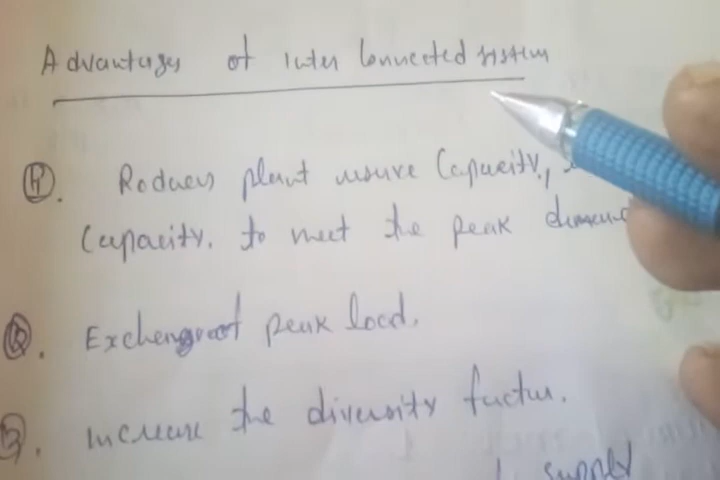 Advantages of Inter Connected system
1. Reduces plant reserve Capacity,
Capacity. to meet the peak demand
2. Exchange of peak load.
3. increase the diversity factor.
supply